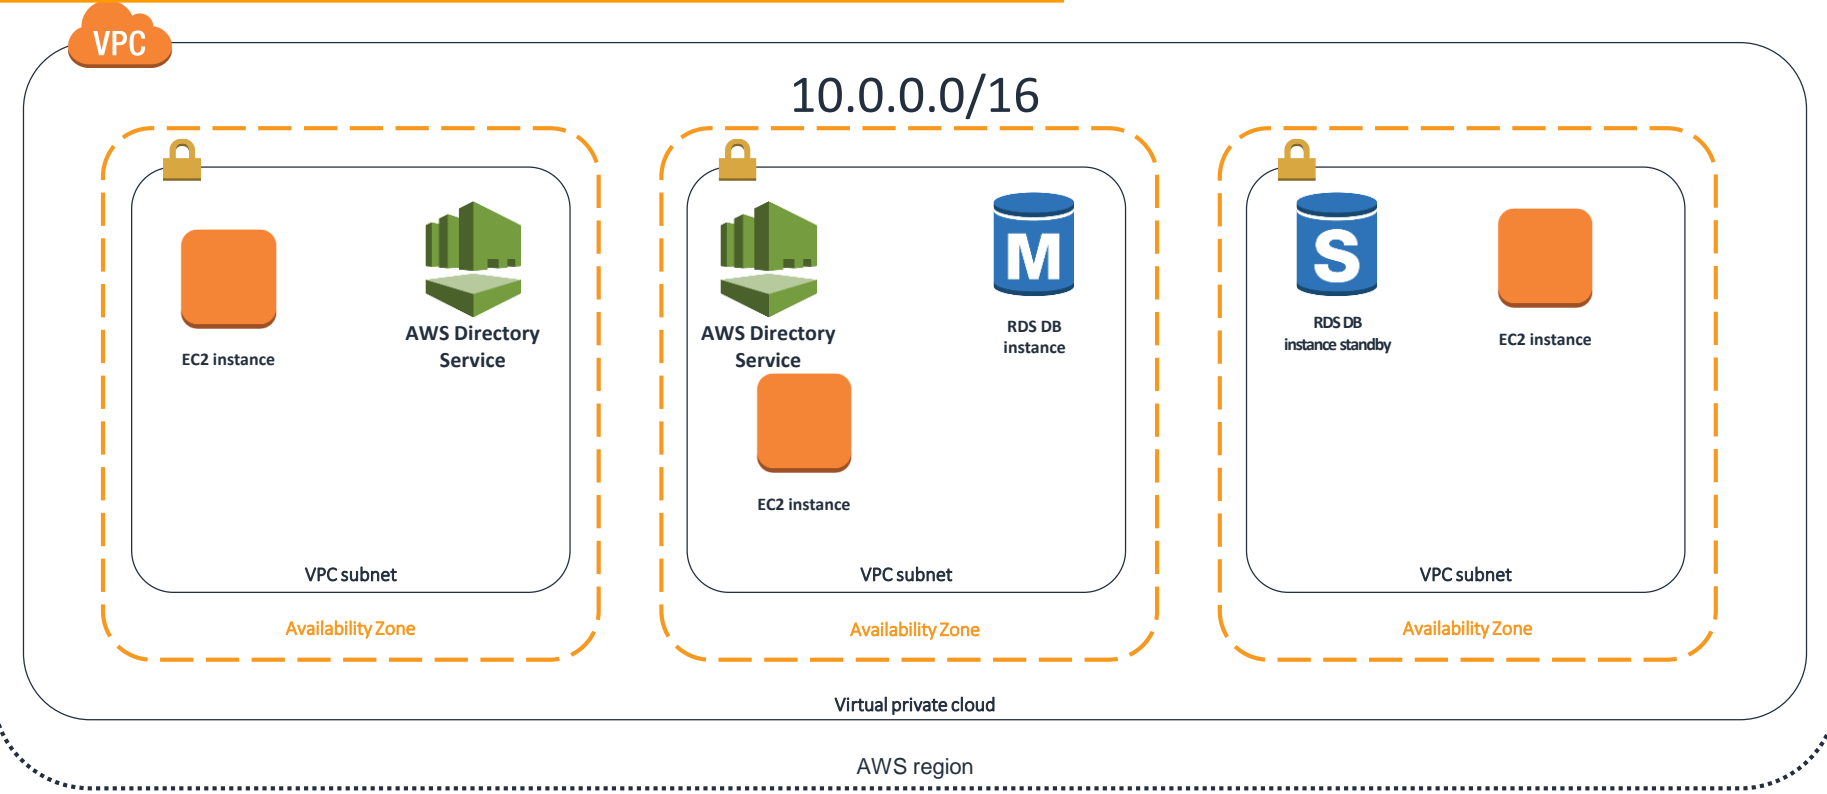 VPC
10.0.0.0/16
EC2 instance
AWS Directory
Service
VPC subnet
Availability Zone
AWS Directory
Service
M
RDS DB
instance
EC2 instance
VPC subnet
Availability Zone
S
RDS DB
instance standby
EC2 instance
VPC subnet
Availability Zone
Virtual private cloud
AWS region